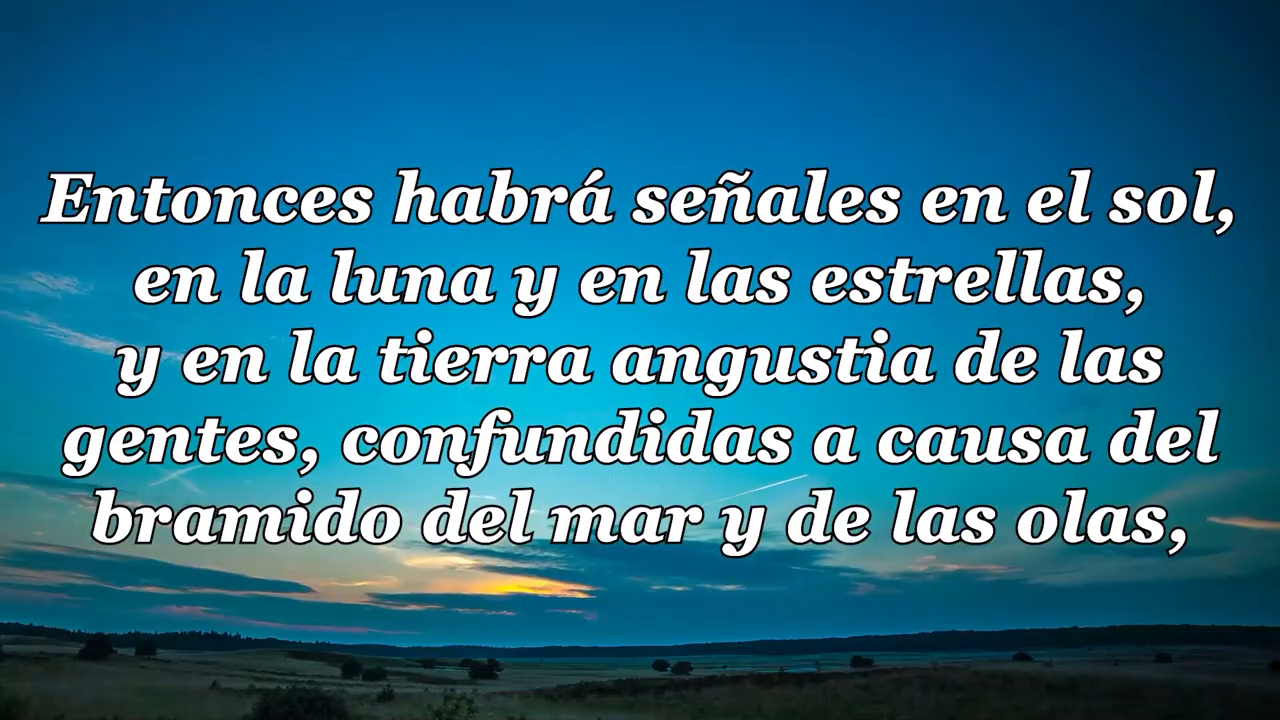 Entonces habrá señales en el sol,
en la luna y en las estrellas,
y en la tierra angustia de las
gentes, confundidas a causa del
bramido del mar y de las olas,